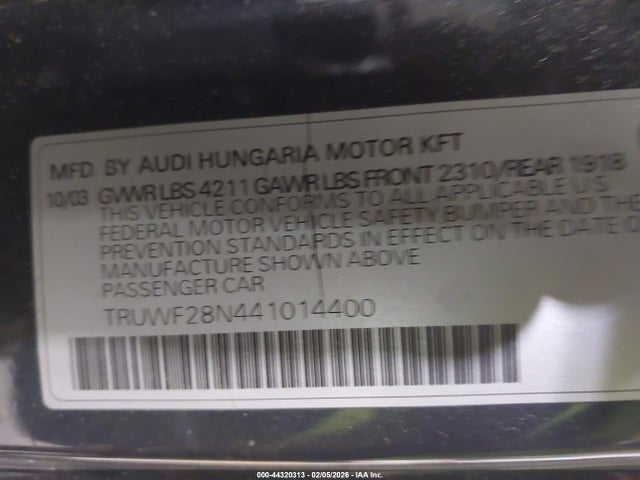 MFD. BY AUDI HUNGARIA MOTOR KFT
10/03 GVWR LBS 4211 GAWR LBS FRONT 2310/REAR 1918
THIS VEHICLE CONFORMS TO ALL APPLICABLE U.S
FEDERAL MOTOR VEHICLE SAFETY BUMPER AND THE
PREVENTION STANDARDS IN EFFECT ON THE DATE O
MANUFACTURE SHOWN ABOVE
PASSENGER CAR
TRUWF28N441014400
000-44320313 - 02/05/2026 - IAA Inc.